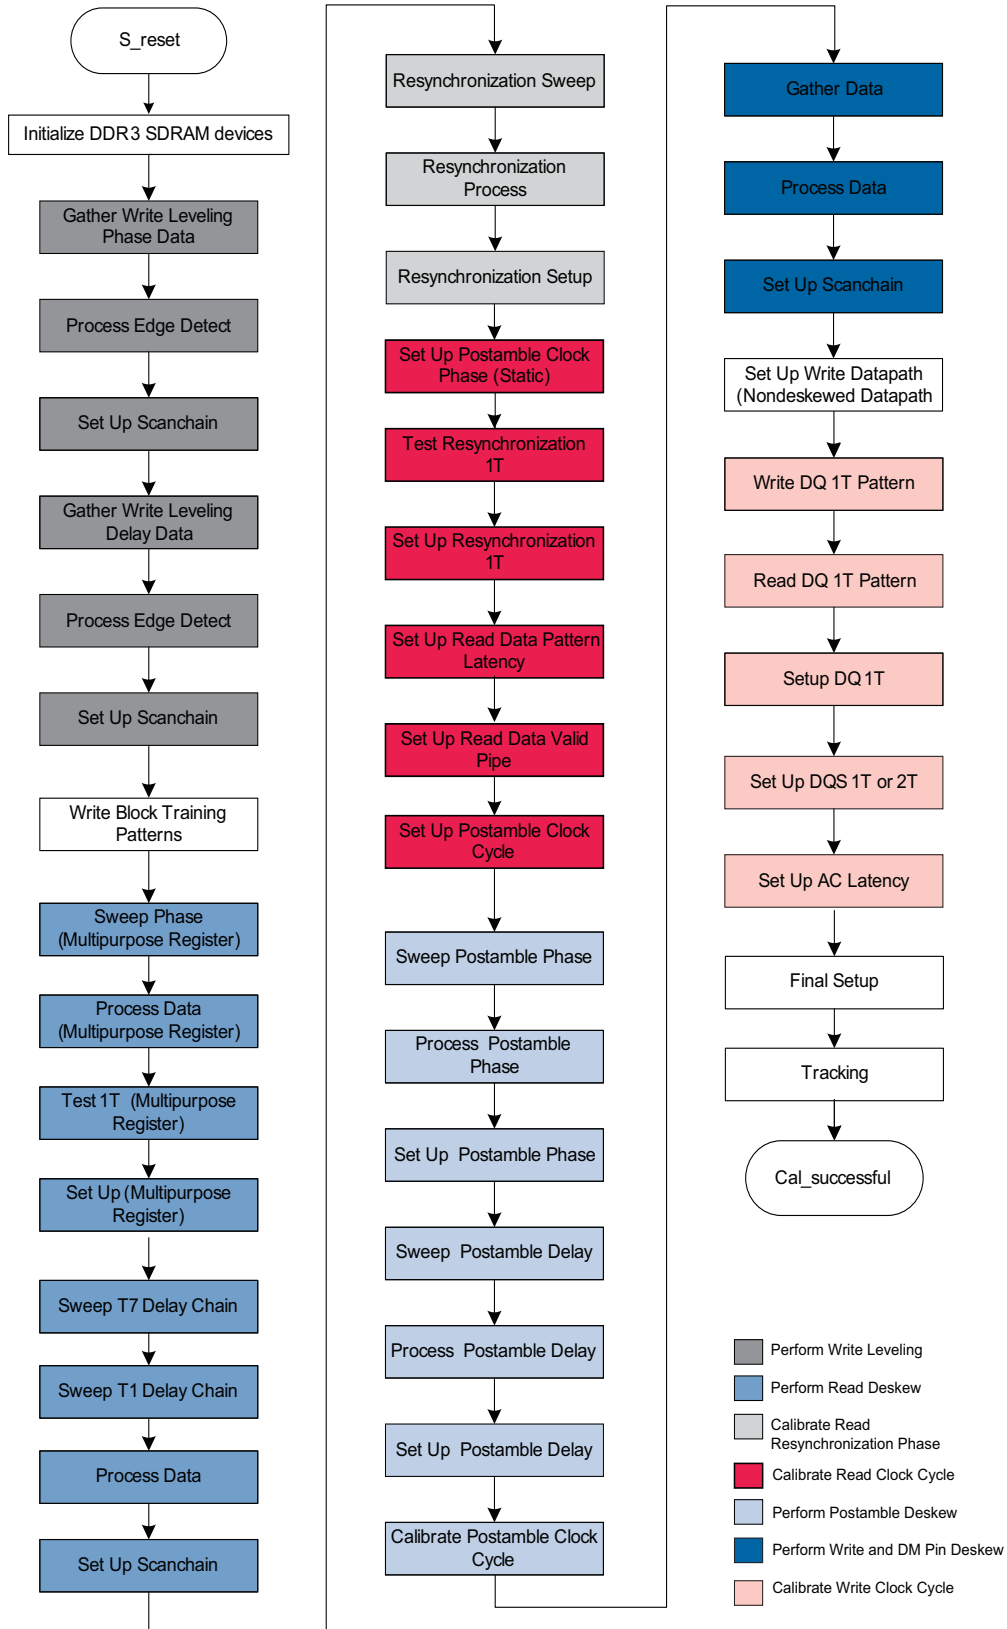 S_reset
Initialize DDR3 SDRAM devices
Gather Write Leveling
Phase Data
Process Edge Detect
Set Up Scanchain
Gather Write Leveling
Delay Data
Process Edge Detect
Set Up Scanchain
Write Block Training
Patterns
Sweep Phase
(Multipurpose Register)
Process Data
(Multipurpose Register)
Test 1T (Multipurpose
Register)
Set Up (Multipurpose
Register)
Sweep T7 Delay Chain
Sweep T1 Delay Chain
Process Data
Set Up Scanchain
Resynchronization Sweep
Resynchronization
Process
Resynchronization Setup
Set Up Postamble Clock
Phase (Static)
Test Resynchronization
1T
Set Up Resynchronization
1T
Set Up Read Data Pattern
Latency
Set Up Read Data Valid
Pipe
Set Up Postamble Clock
Cycle
Sweep Postamble Phase
Process Postamble
Phase
Set Up Postamble Phase
Sweep Postamble Delay
Process Postamble Delay
Set Up Postamble Delay
Calibrate Postamble Clock
Cycle
Gather Data
Process Data
Set Up Scanchain
Set Up Write Datapath
(Nondeskewed Datapath
Write DQ 1T Pattern
Read DQ 1T Pattern
Setup DQ 1T
Set Up DQS 1T or 2T
Set Up AC Latency
Final Setup
Tracking
Cal_successful
Perform Write Leveling
Perform Read Deskew
Calibrate Read
Resynchronization Phase
Calibrate Read Clock Cycle
Perform Postamble Deskew
Perform Write and DM Pin Deskew
Calibrate Write Clock Cycle